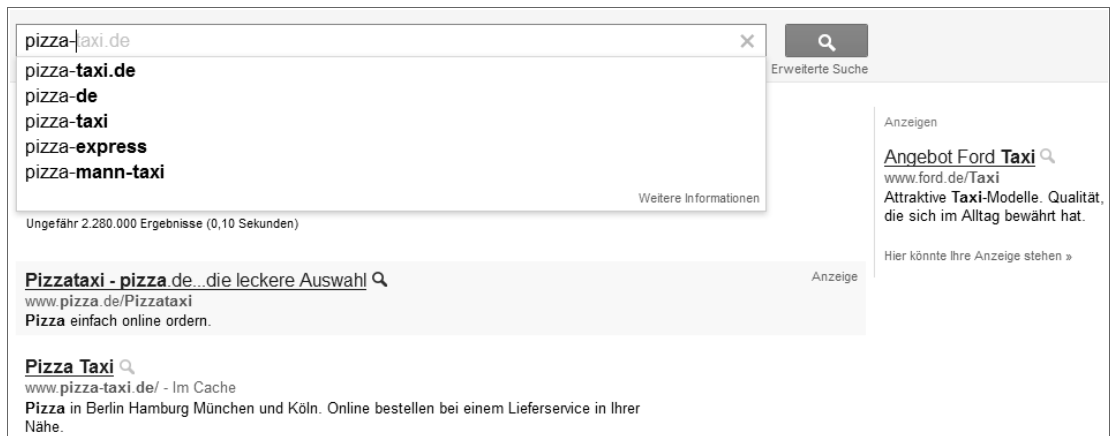 pizza-taxi.de
Erweiterte Suche
pizza-taxi.de
pizza-de
pizza-taxi
pizza-express
pizza-mann-taxi
Weitere Informationen
Ungefähr 2.280.000 Ergebnisse (0,10 Sekunden)
Pizzataxi - pizza.de...die leckere Auswahl
Anzeige
www.pizza.de/Pizzataxi
Pizza einfach online ordern.
Pizza Taxi
www.pizza-taxi.de/ - Im Cache
Pizza in Berlin Hamburg München und Köln. Online bestellen bei einem Lieferservice in Ihrer
Nähe.
Anzeigen
Angebot Ford Taxi
www.ford.de/Taxi
Attraktive Taxi-Modelle. Qualität,
die sich im Alltag bewährt hat.
Hier könnte Ihre Anzeige stehen »